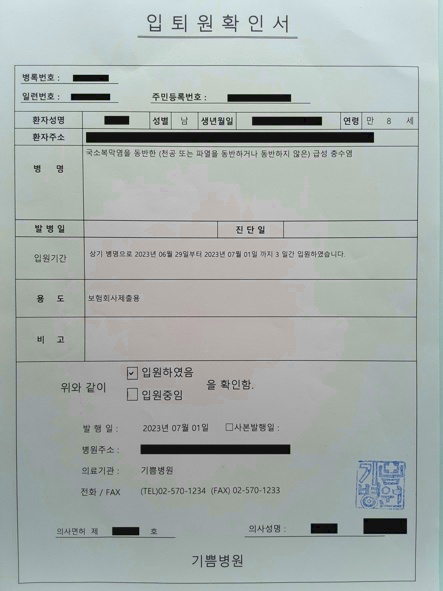 입퇴원확인서
병록번호 :
일련번호 : 주민등록번호 :
환자성명 성별 남 생년월일 연령 만 8 세
환자주소
병 명 국소복막염을 동반한 (천공 또는 파열을 동반하거나 동반하지 않은) 급성 충수염
발병일 진단일
입원기간 상기 병명으로 2023년 06월 29일부터 2023년 07월 01일 까지 3 일간 입원하였습니다.
용 도 보험회사제출용
비 고
위와 같이 ☑ 입원하였음 을 확인함.
☐ 입원중임
발 행 일 : 2023년 07월 01일 ☐사본발행일 :
병원주소 :
의료기관 : 기쁨병원
전화 / FAX (TEL)02-570-1234 (FAX) 02-570-1233
기쁨병원
의사면허 제 호 의사성명 :
기쁨병원